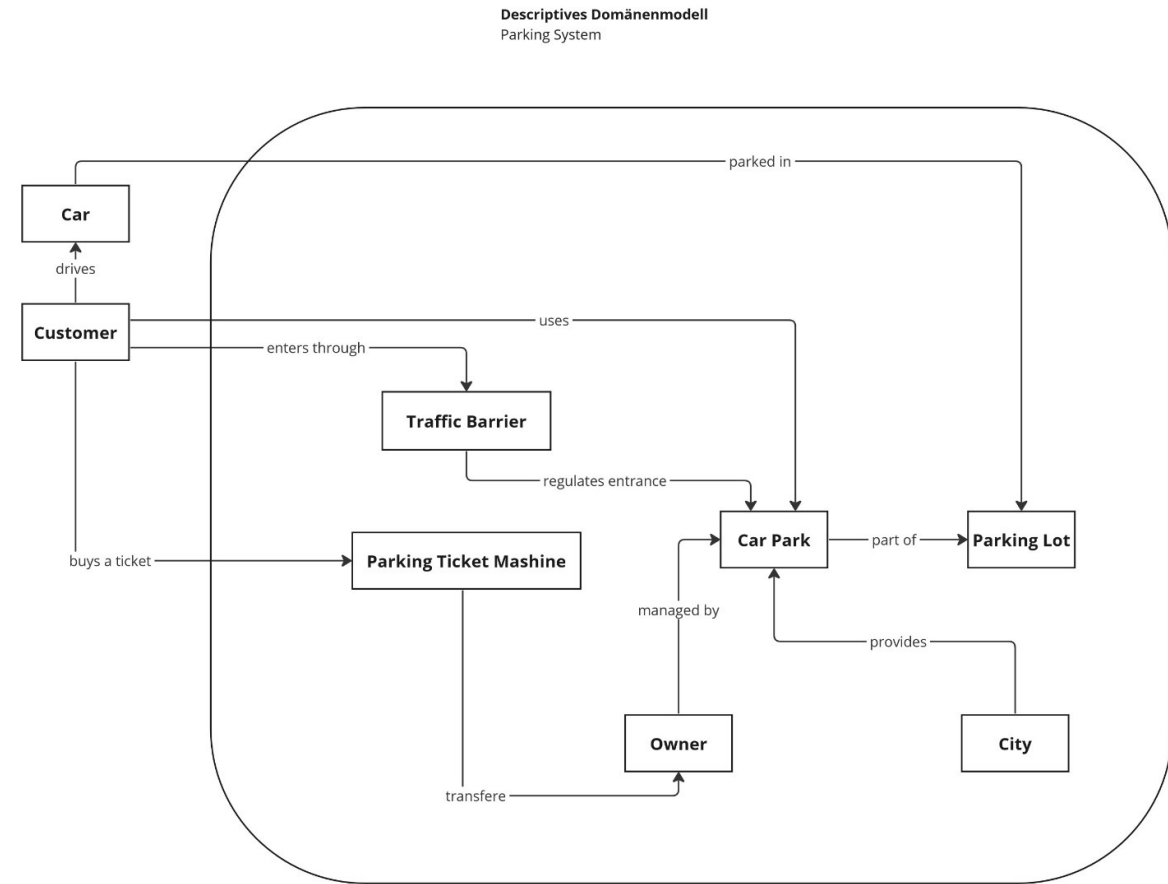 Descriptives Domänenmodell
Parking System
parked in
Car
drives
Customer
uses
enters through
Traffic Barrier
regulates entrance
Car Park
part of
Parking Lot
buys a ticket
Parking Ticket Mashine
managed by
provides
Owner
City
transfere